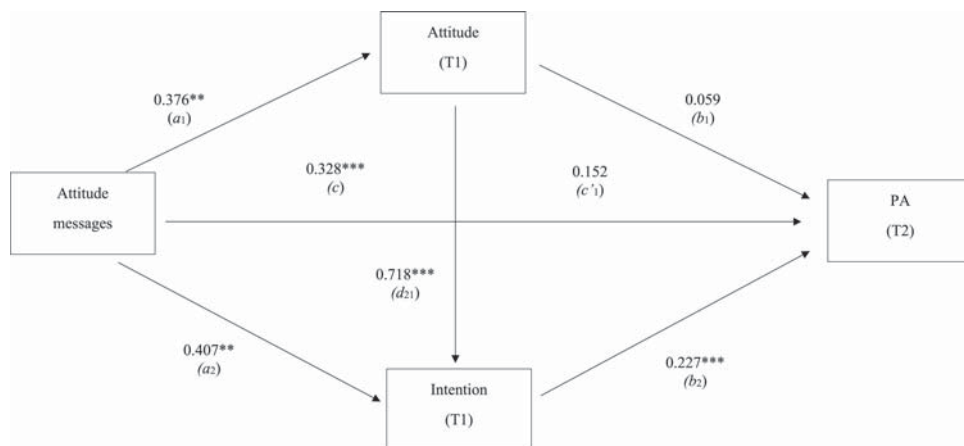 Attitude
(T1)
0.376**
(a1)
0.059
(b1)
0.328***
(c)
0.152
(c'1)
Attitude
messages
PA
(T2)
0.718***
(d21)
0.407**
(a2)
0.227***
(b2)
Intention
(T1)